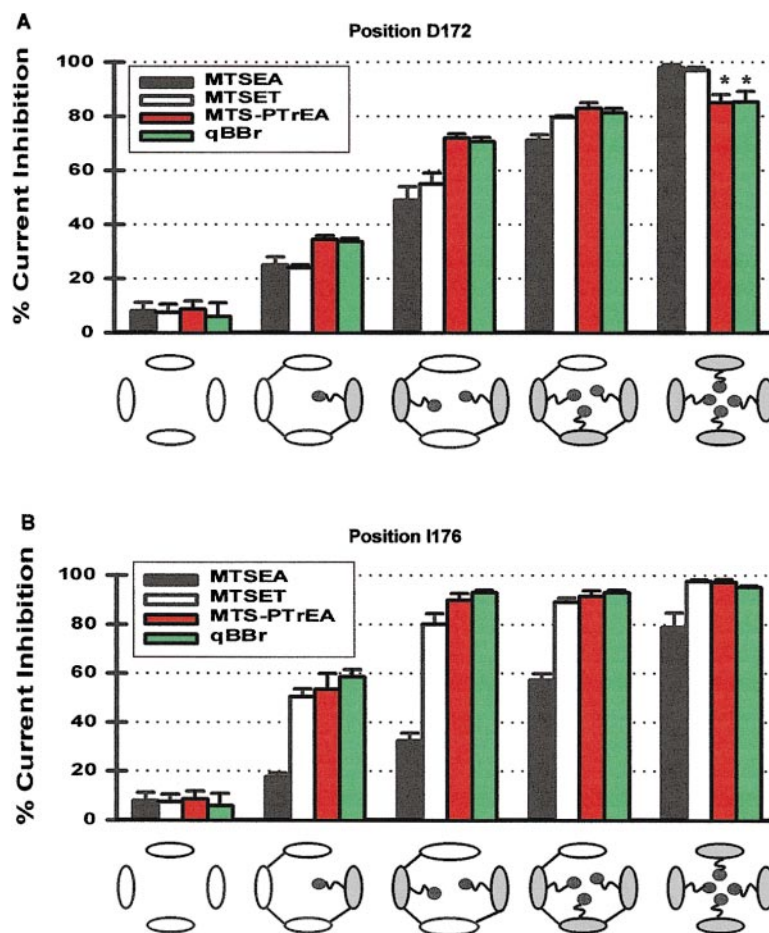 A
Position D172
% Current Inhibition
100
80
60
40
20
0
MTSEA
MTSET
MTS-PTrEA
qBBr
* *
B
Position I176
% Current Inhibition
100
80
60
40
20
0
MTSEA
MTSET
MTS-PTrEA
qBBr